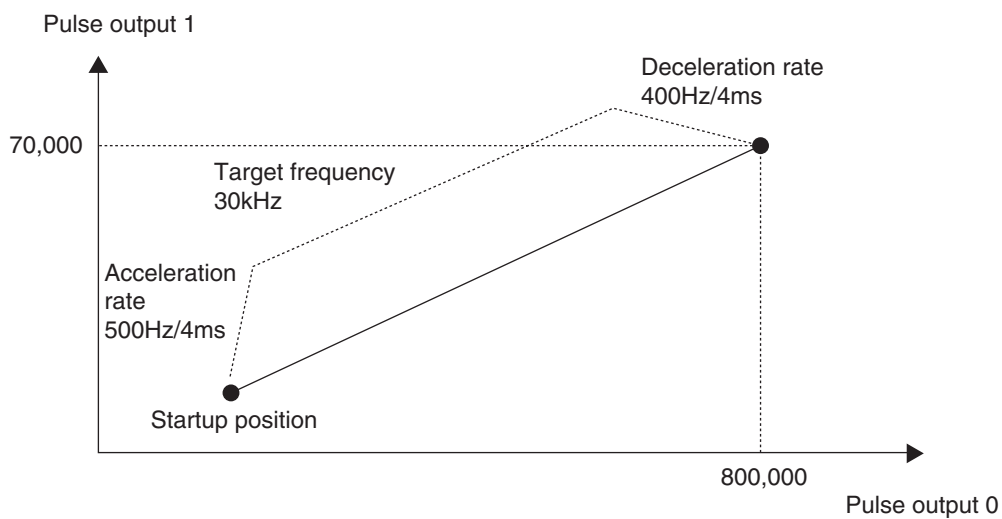 Pulse output 1
Deceleration rate
400Hz/4ms
70,000
Target frequency
30kHz
Acceleration
rate
500Hz/4ms
Startup position
800,000
Pulse output 0